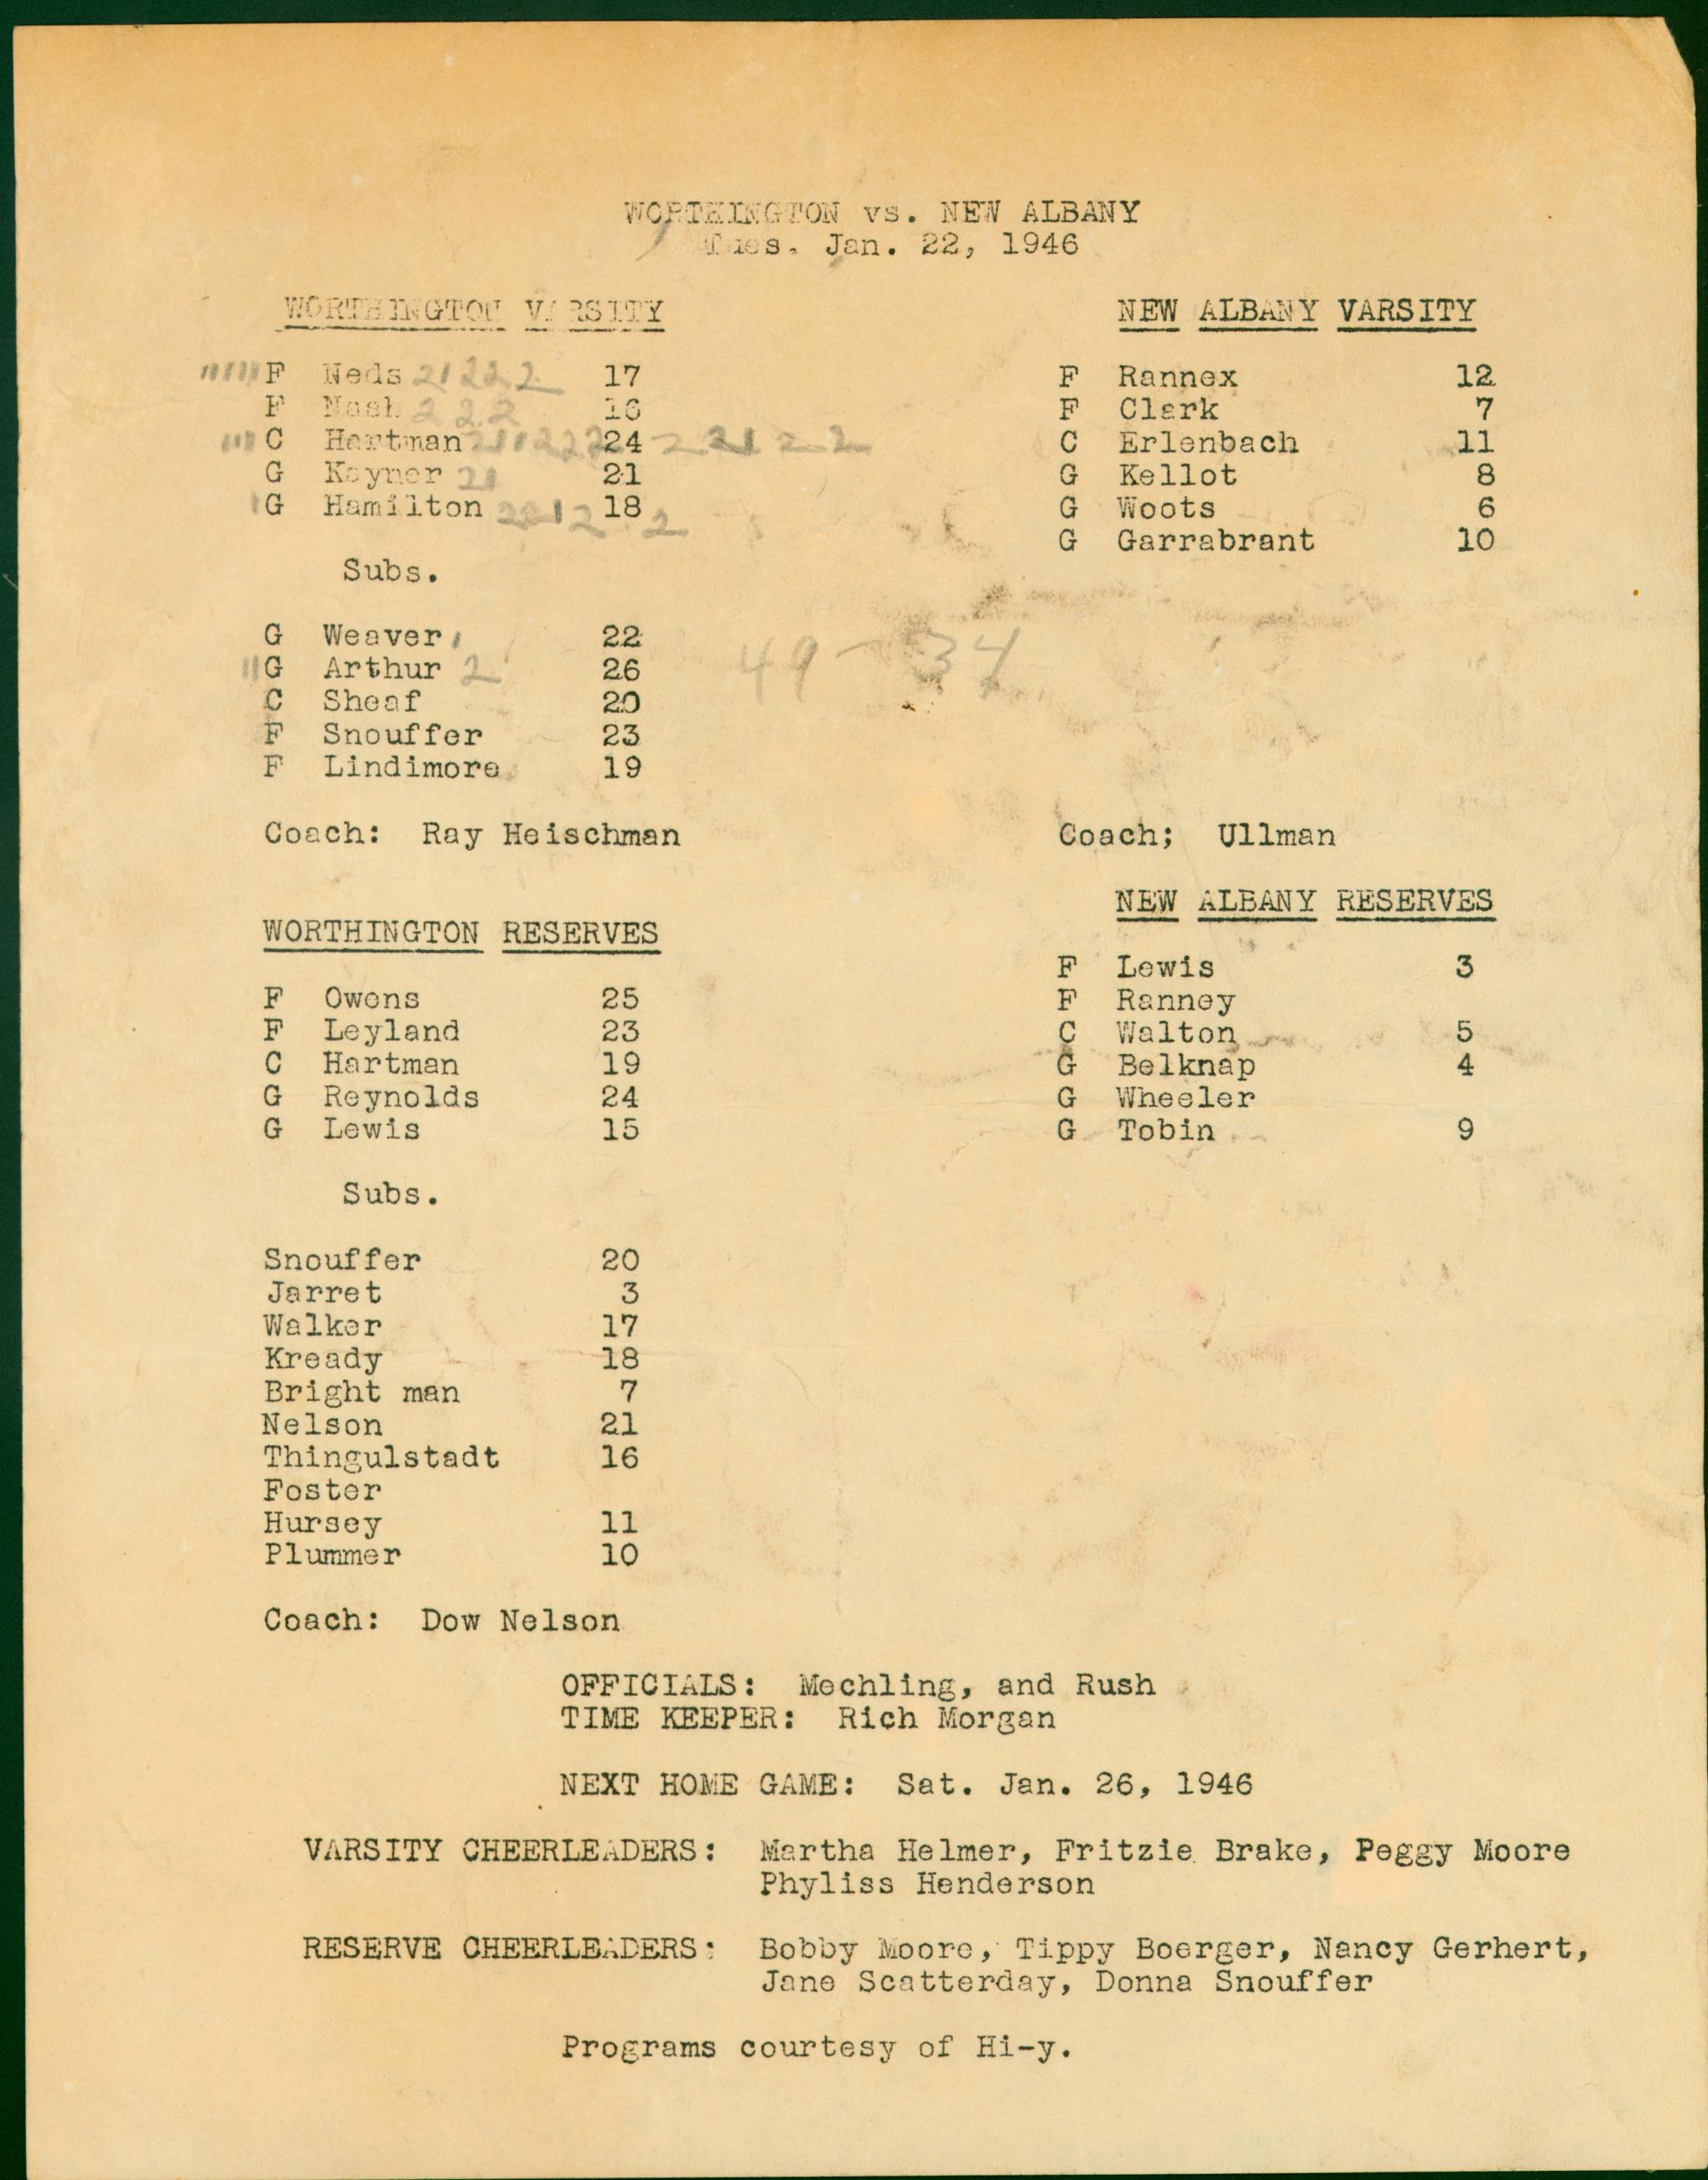 WORTHINGTON vs. NEW ALBANY
Tues. Jan. 22, 1946
WORTHINGTON VARSITY
F Neds 21222 17
F Nash 222 16
C Hartman 24
G Kayner 21 21
G Hamilton 18
Subs.
G Weaver 22
G Arthur 2 26
C Sheaf 20
F Snouffer 23
F Lindimore 19
Coach: Ray Heischman
NEW ALBANY VARSITY
F Rannex 12
F Clark 7
C Erlenbach 11
G Kellot 8
G Woots 6
G Garrabrant 10
49 - 34
Coach; Ullman
WORTHINGTON RESERVES
F Owens 25
F Leyland 23
C Hartman 19
G Reynolds 24
G Lewis 15
Subs.
Snouffer 20
Jarret 3
Walker 17
Kready 18
Bright man 7
Nelson 21
Thingulstadt 16
Foster
Hursey 11
Plummer 10
Coach: Dow Nelson
NEW ALBANY RESERVES
F Lewis 3
F Ranney
C Walton 5
G Belknap 4
G Wheeler
G Tobin 9
OFFICIALS: Mechling, and Rush
TIME KEEPER: Rich Morgan
NEXT HOME GAME: Sat. Jan. 26, 1946
VARSITY CHEERLEADERS: Martha Helmer, Fritzie Brake, Peggy Moore
Phyliss Henderson
RESERVE CHEERLEADERS: Bobby Moore, Tippy Boerger, Nancy Gerhert,
Jane Scatterday, Donna Snouffer
Programs courtesy of Hi-y.